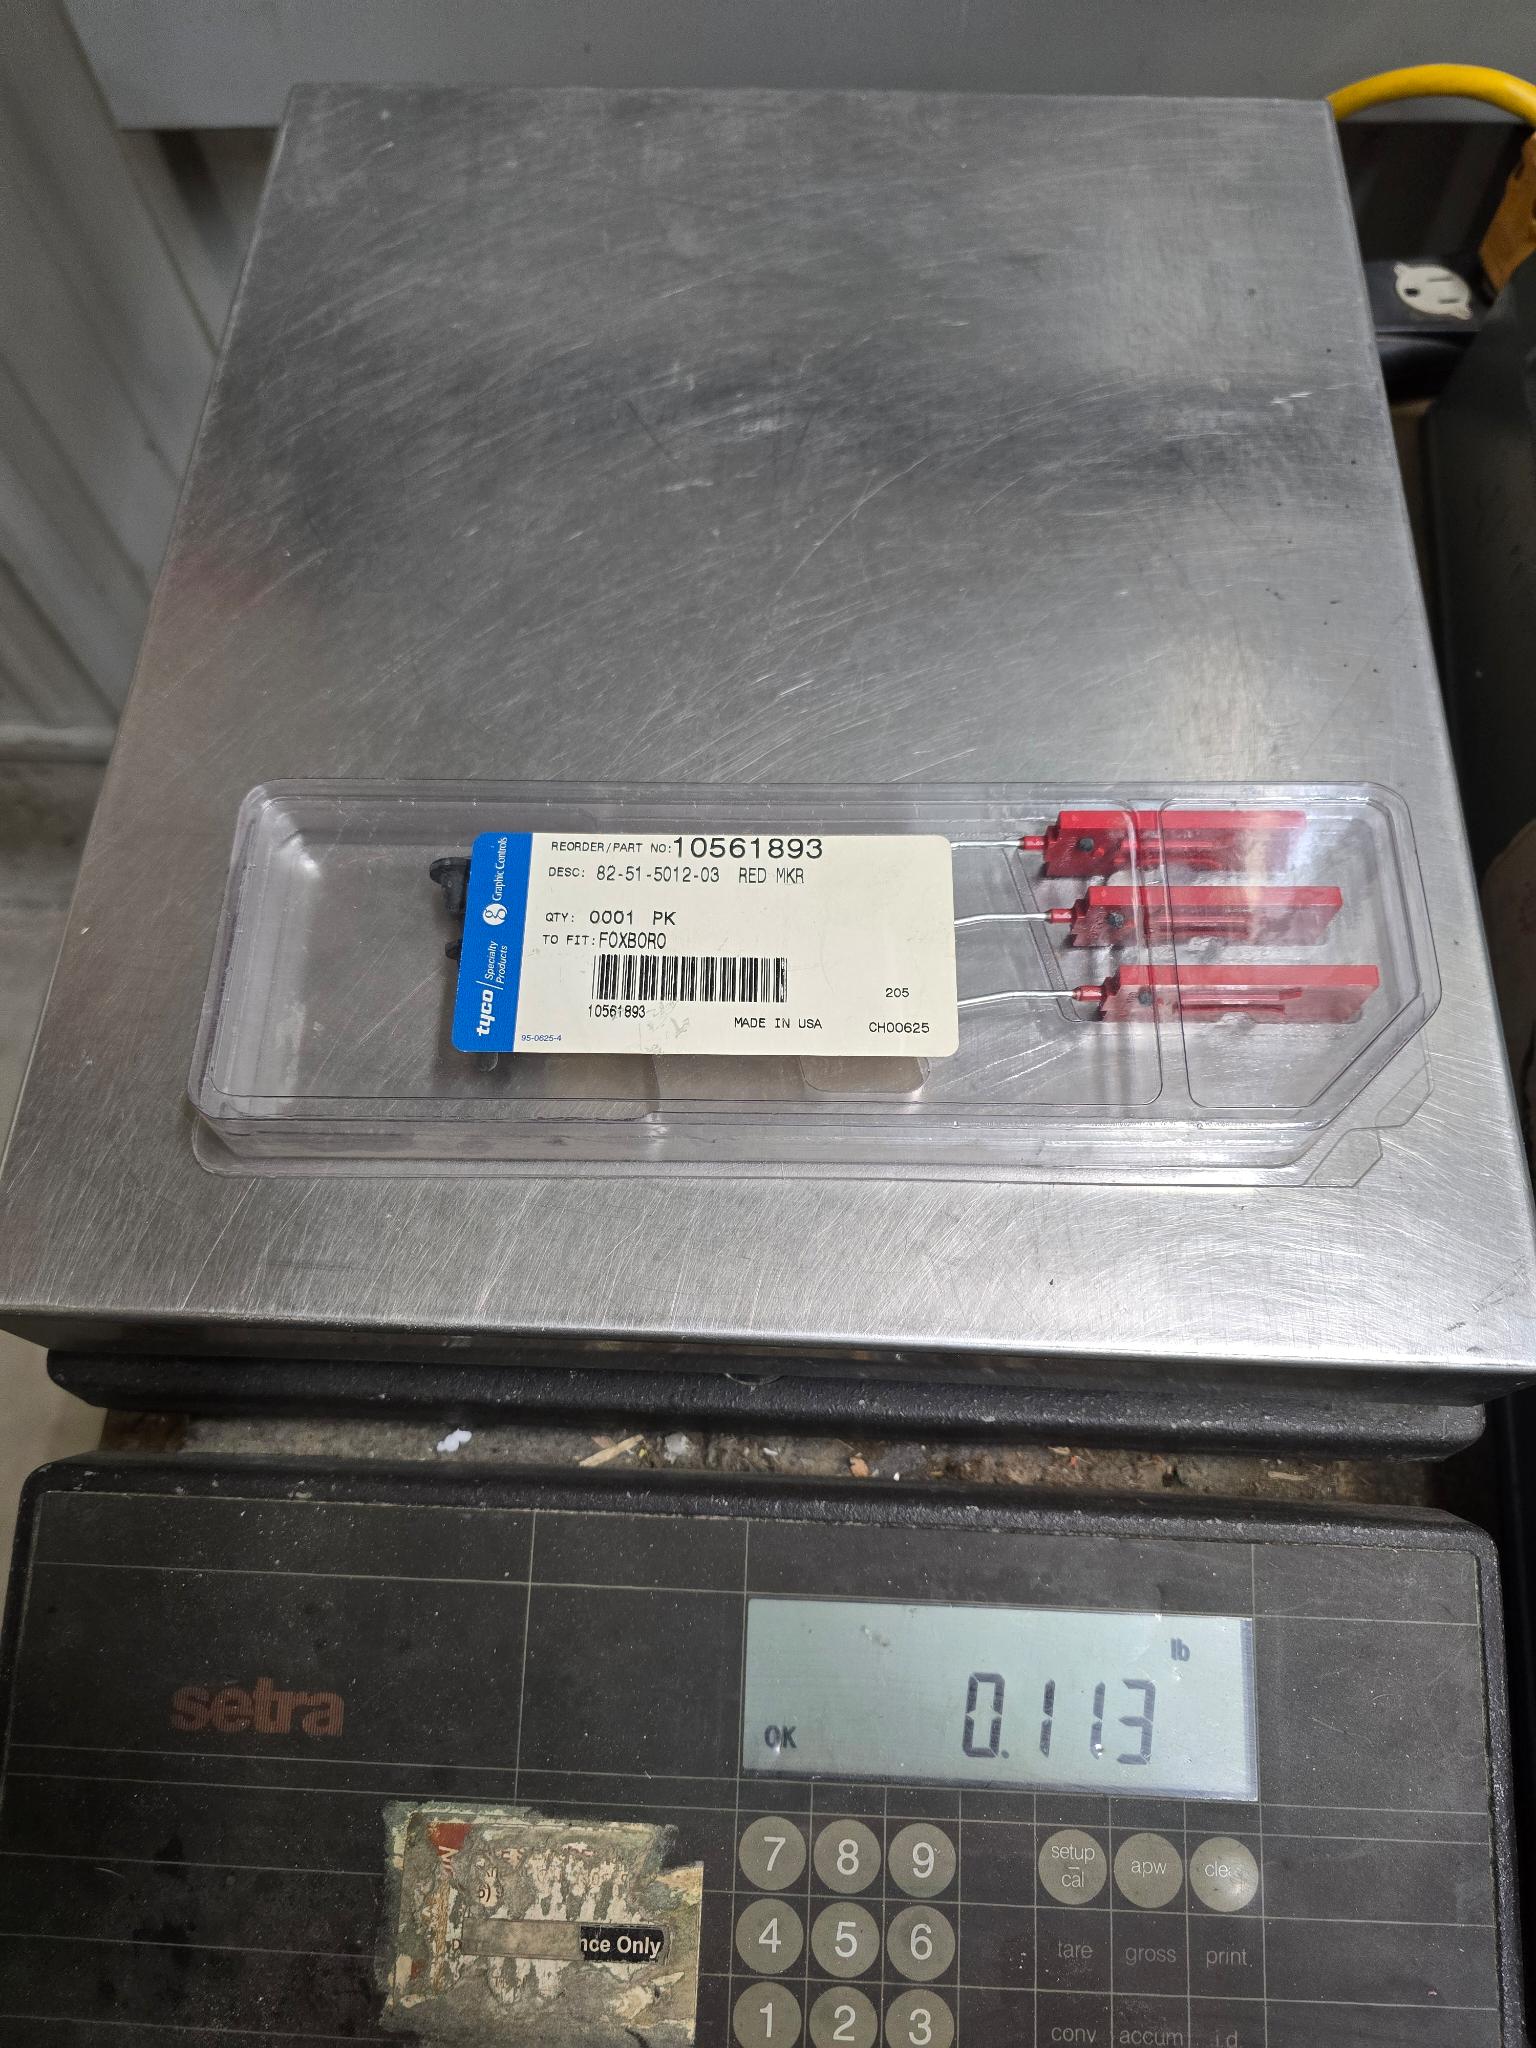 REORDER/PART NO:10561893
DESC: 82-51-5012-03 RED MKR
QTY: 0001 PK
TO FIT: FOXBORO
10561893
MADE IN USA
205
CH00625
tyco | Specialty Products
g Graphic Controls
95-0625-4
setra
lb
OK 0.113
nce Only
7 8 9
setup
cal
apw
cle
4 5 6
tare gross print
1 2 3
conv accum i.d